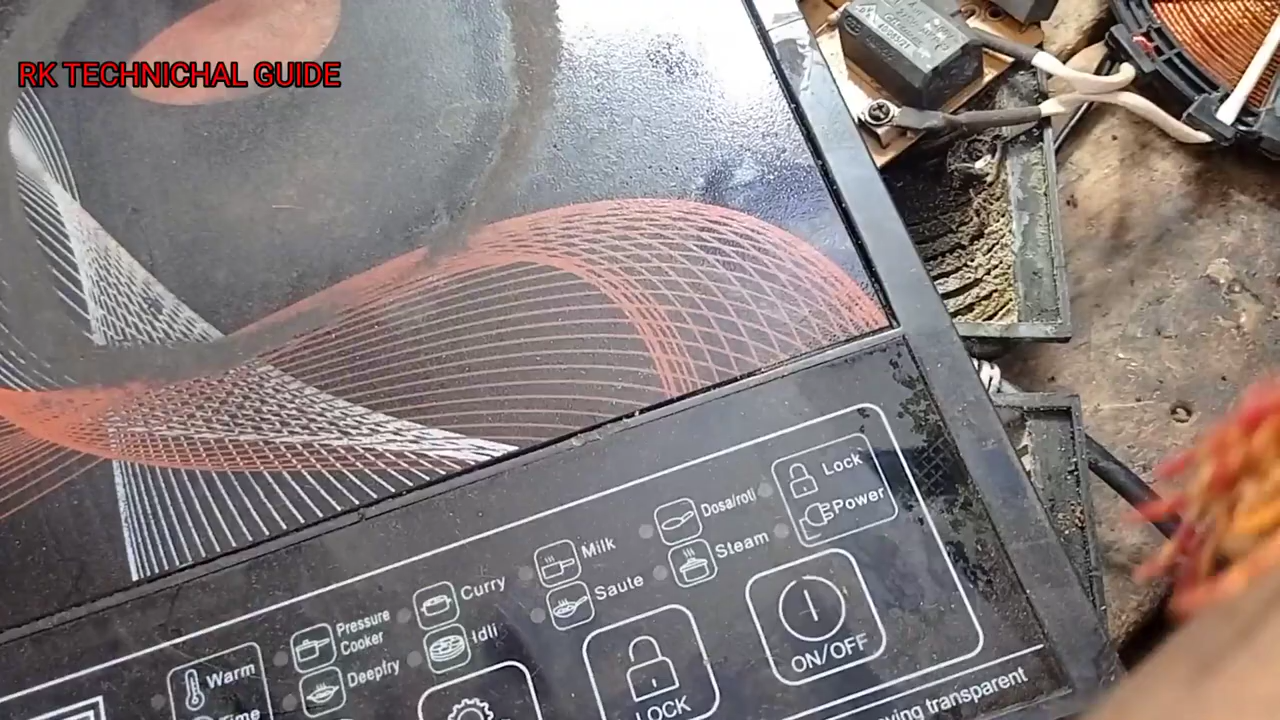 RK TECHNICHAL GUIDE
Lock
Power
Dosa/roti
Steam
Milk
Saute
Curry
Idli
Pressure
Cooker
Deepfry
Warm
Time
ON/OFF
LOCK
transparent